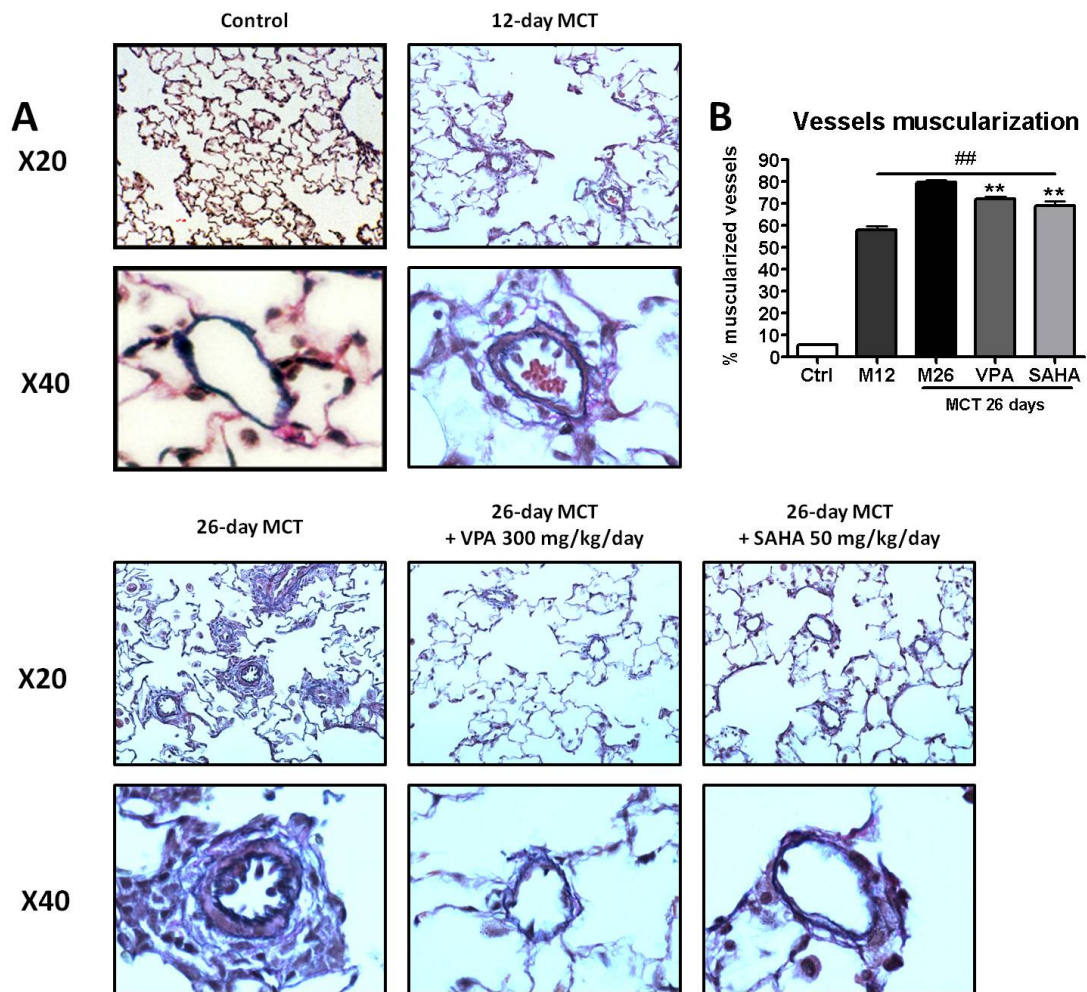 Control
12-day MCT
A
X20
X40
B
Vessels muscularization
% muscularized vessels
90
80
70
60
50
40
30
20
10
0
##
**
**
Ctrl
M12
M26
VPA
SAHA
MCT 26 days
26-day MCT
26-day MCT
+ VPA 300 mg/kg/day
26-day MCT
+ SAHA 50 mg/kg/day
X20
X40